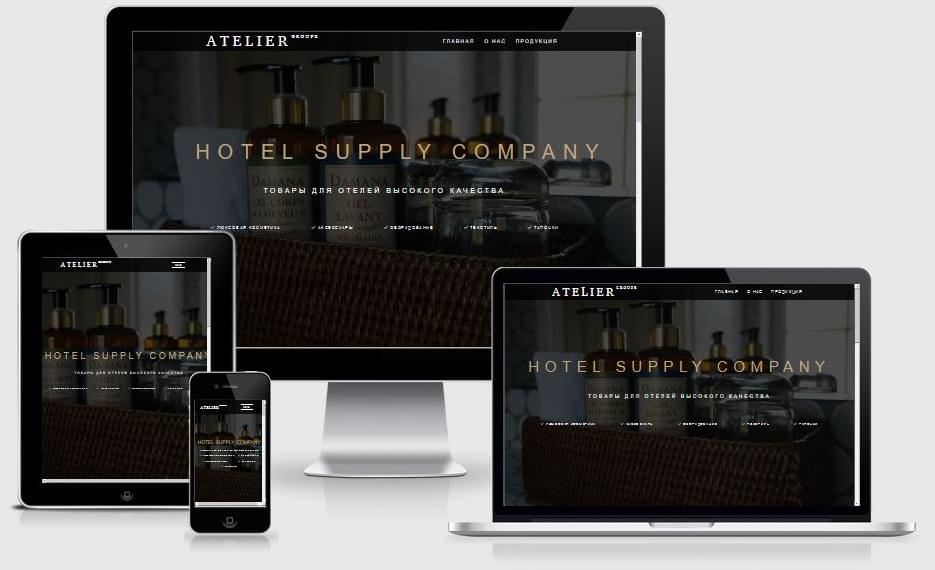 ATELIER GROUPE
ГЛАВНАЯ О НАС ПРОДУКЦИЯ
HOTEL SUPPLY COMPANY
ТОВАРЫ ДЛЯ ОТЕЛЕЙ ВЫСОКОГО КАЧЕСТВА
✓ ЛЮКСОВАЯ КОСМЕТИКА ✓ АКСЕССУАРЫ ✓ ОБОРУДОВАНИЕ ✓ ТЕКСТИЛЬ ✓ ТАПОЧКИ
DAMANA DAMANA
GEL CORPS GEL
& CHEVEUX LAVANT
ATELIER
HOTEL SUPPLY COMPANY
ТОВАРЫ ДЛЯ ОТЕЛЕЙ ВЫСОКОГО КАЧЕСТВА
ATELIER
HOTEL SUPPLY COMPANY
ATELIER GROUPE
ГЛАВНАЯ О НАС ПРОДУКЦИЯ
HOTEL SUPPLY COMPANY
ТОВАРЫ ДЛЯ ОТЕЛЕЙ ВЫСОКОГО КАЧЕСТВА